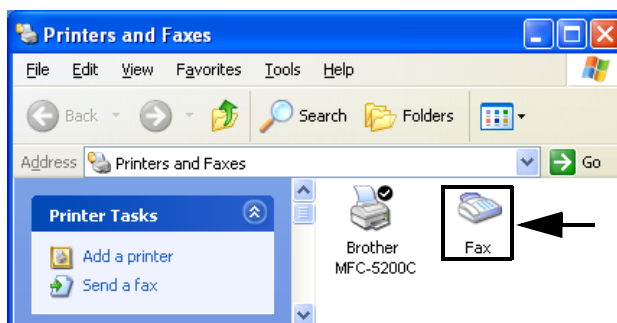 Printers and Faxes
File Edit View Favorites Tools Help
Back Search Folders
Address Printers and Faxes Go
Printer Tasks
Add a printer
Send a fax
Brother
MFC-5200C
Fax